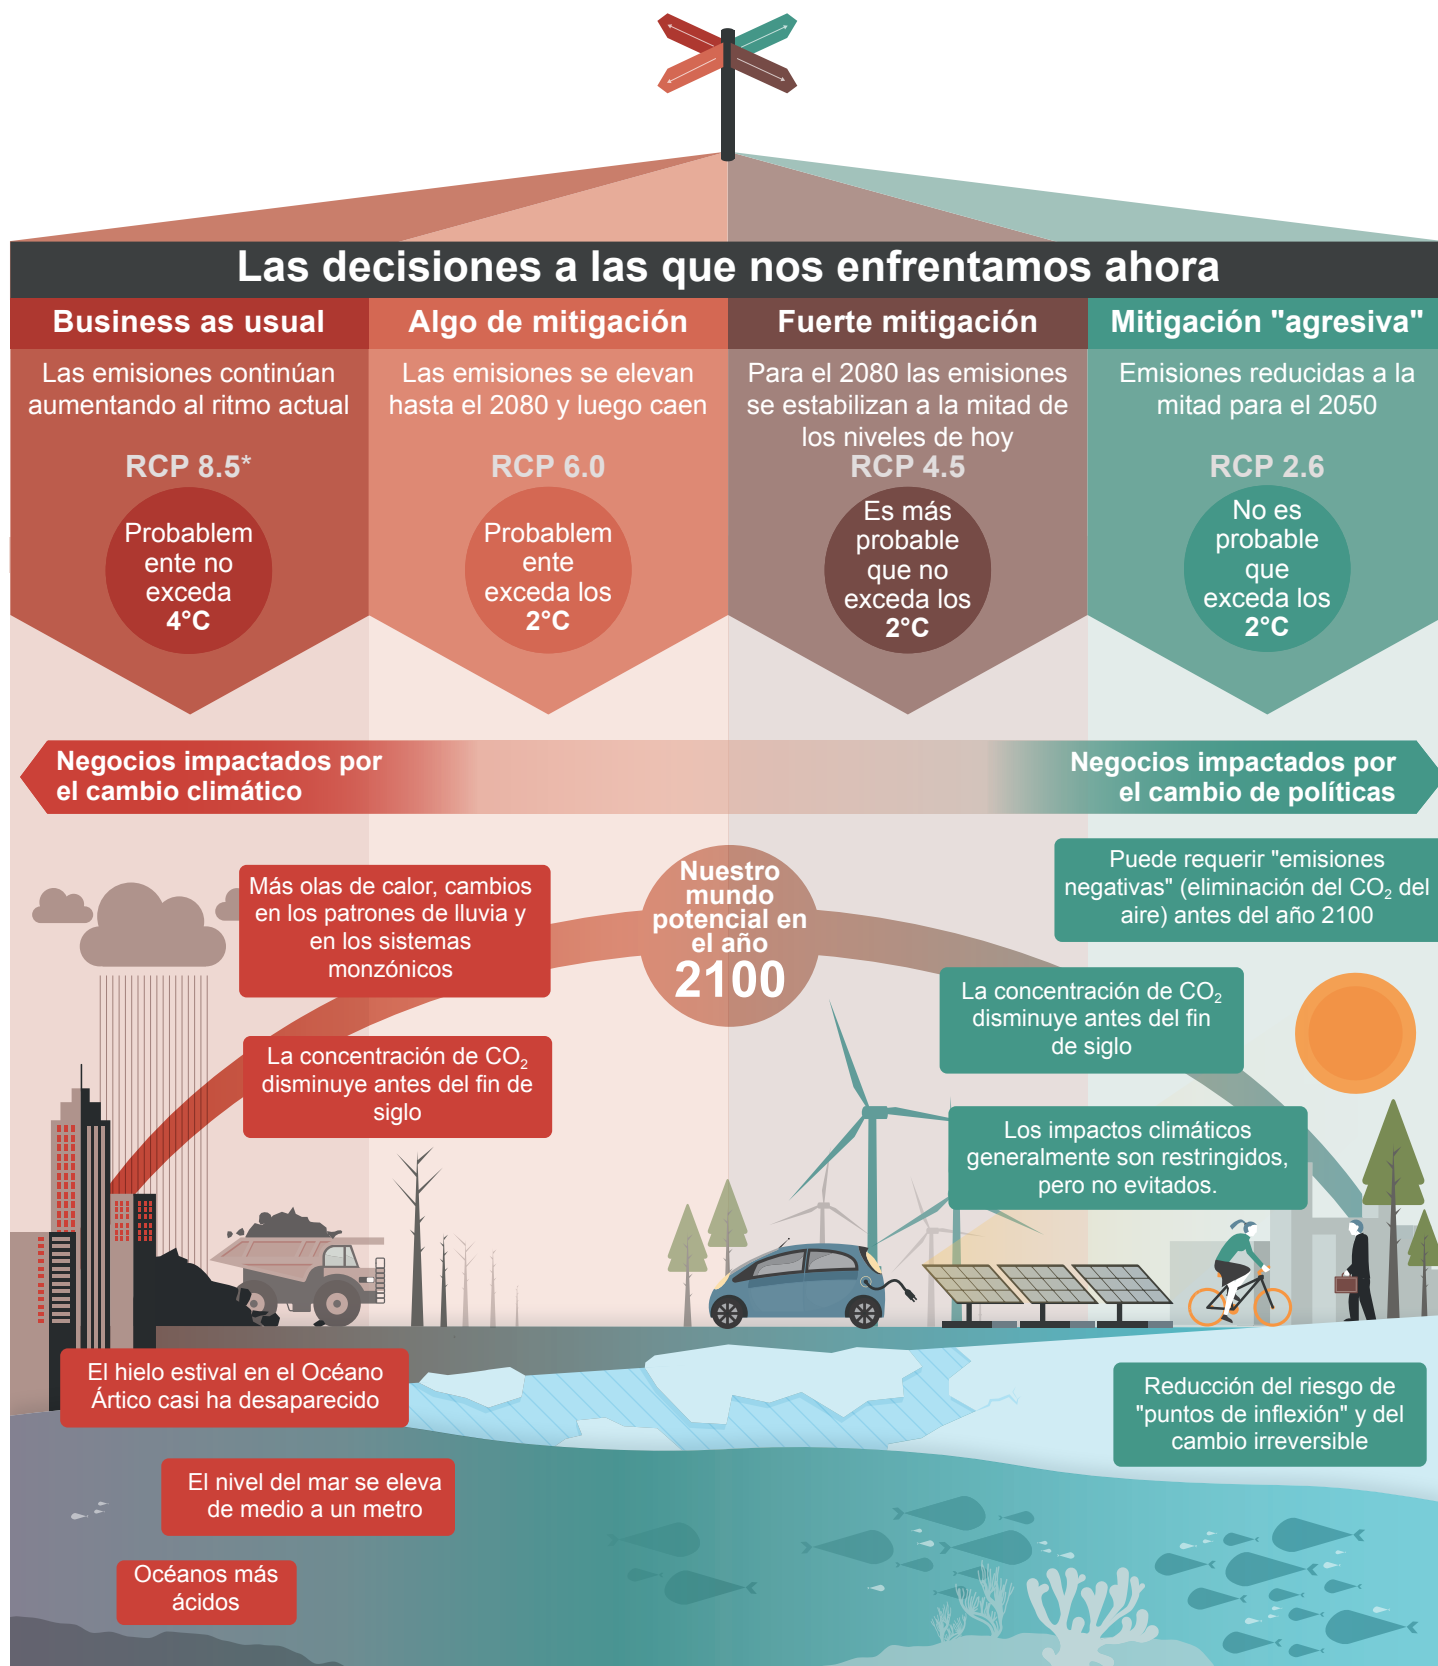 Las decisiones a las que nos enfrentamos ahora
Business as usual
Las emisiones continúan
aumentando al ritmo actual
RCP 8.5*
Probablem
ente no
exceda
4°C
Algo de mitigación
Las emisiones se elevan
hasta el 2080 y luego caen
RCP 6.0
Probablem
ente
exceda los
2°C
Fuerte mitigación
Para el 2080 las emisiones
se estabilizan a la mitad de
los niveles de hoy
RCP 4.5
Es más
probable
que no
exceda los
2°C
Mitigación "agresiva"
Emisiones reducidas a la
mitad para el 2050
RCP 2.6
No es
probable
que
exceda los
2°C
Negocios impactados por
el cambio climático
Negocios impactados por
el cambio de políticas
Nuestro
mundo
potencial en
el año
2100
Más olas de calor, cambios
en los patrones de lluvia y
en los sistemas
monzónicos
La concentración de CO₂
disminuye antes del fin de
siglo
Puede requerir "emisiones
negativas" (eliminación del CO₂ del
aire) antes del año 2100
La concentración de CO₂
disminuye antes del fin
de siglo
Los impactos climáticos
generalmente son restringidos,
pero no evitados.
El hielo estival en el Océano
Ártico casi ha desaparecido
El nivel del mar se eleva
de medio a un metro
Océanos más
ácidos
Reducción del riesgo de
"puntos de inflexión" y del
cambio irreversible